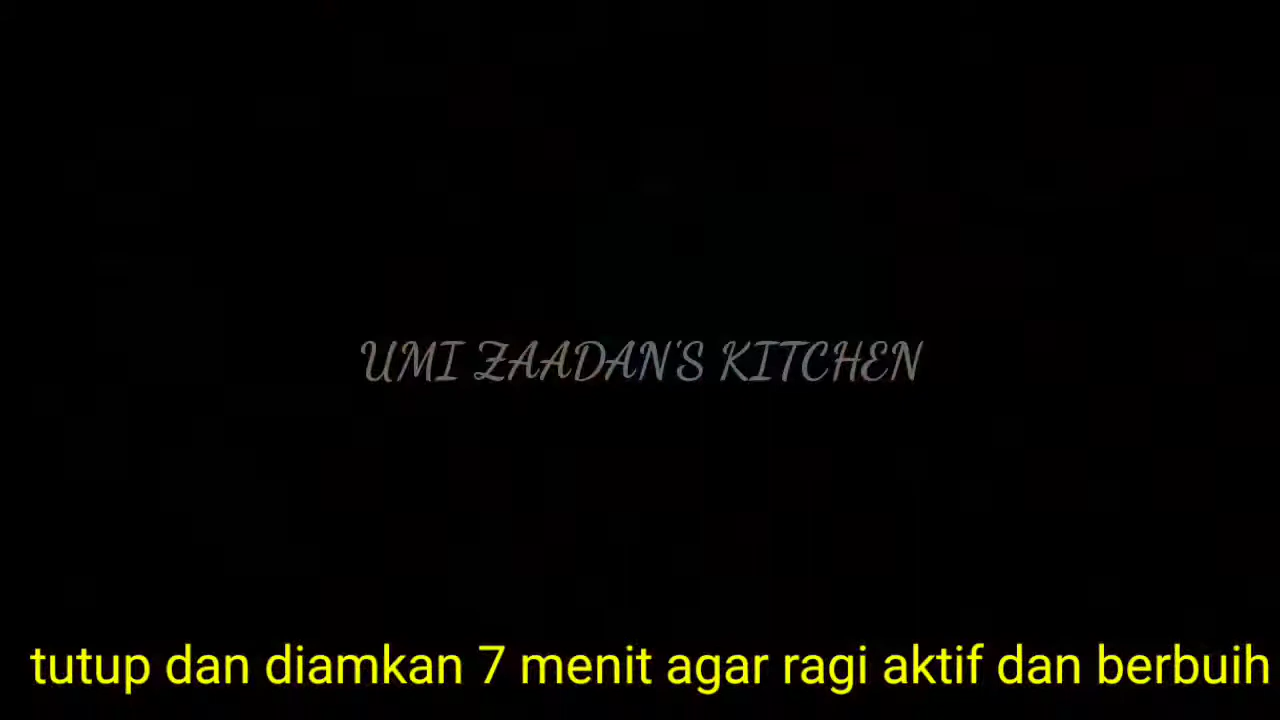 UMI ZAADAN'S KITCHEN
tutup dan diamkan 7 menit agar ragi aktif dan berbuih